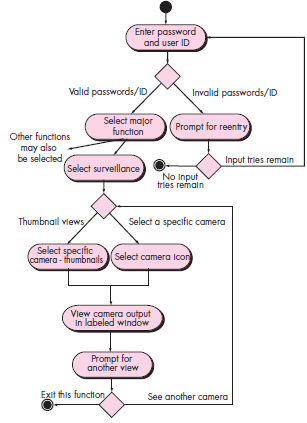 Enter password
and user ID
Valid passwords/ID
Invalid passwords/ID
Select major
function
Prompt for reentry
Other functions
may also
be selected
Input tries remain
Select surveillance
No input
tries remain
Thumbnail views
Select a specific camera
Select specific
camera - thumbnails
Select camera icon
View camera output
in labeled window
Prompt for
another view
Exit this function
See another camera